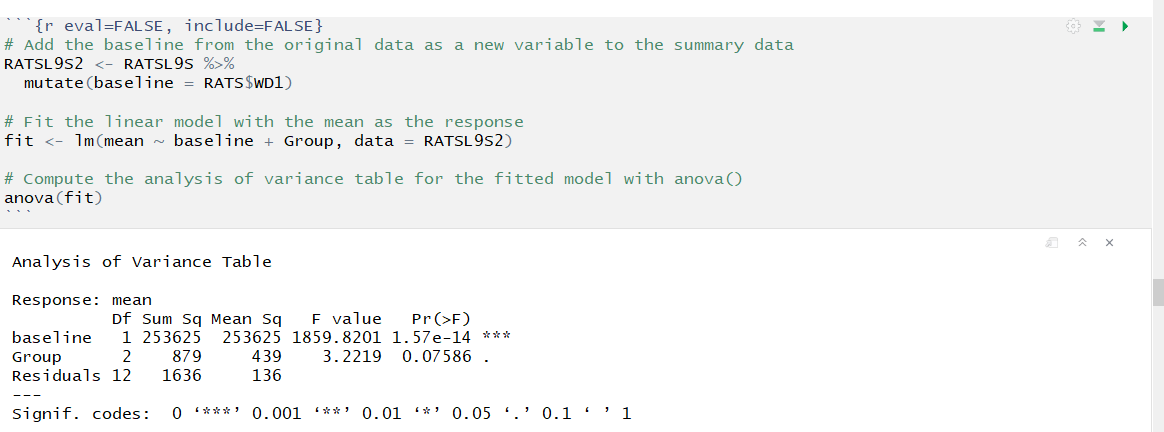 ```{r eval=FALSE, include=FALSE}
# Add the baseline from the original data as a new variable to the summary data
RATSL9S2 <- RATSL9S %>%
  mutate(baseline = RATS$WD1)

# Fit the linear model with the mean as the response
fit <- lm(mean ~ baseline + Group, data = RATSL9S2)

# Compute the analysis of variance table for the fitted model with anova()
anova(fit)
```
Analysis of Variance Table

Response: mean
          Df Sum Sq Mean Sq   F value   Pr(>F)
baseline   1 253625  253625 1859.8201 1.57e-14 ***
Group      2    879     439    3.2219  0.07586 .
Residuals 12   1636     136
---
Signif. codes:  0 ‘***’ 0.001 ‘**’ 0.01 ‘*’ 0.05 ‘.’ 0.1 ‘ ’ 1